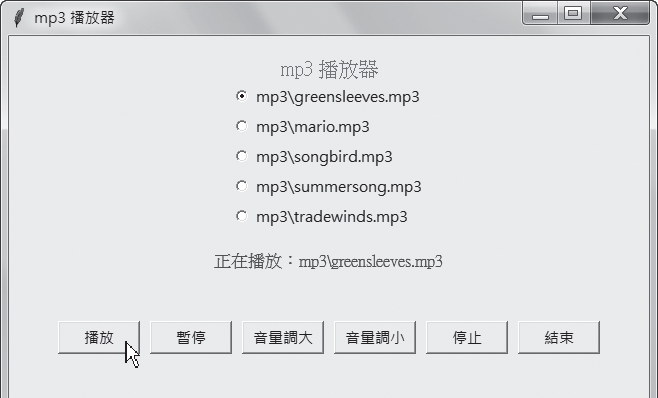 mp3 播放器
mp3 播放器
mp3\greensleeves.mp3
mp3\mario.mp3
mp3\songbird.mp3
mp3\summersong.mp3
mp3\tradewinds.mp3
正在播放：mp3\greensleeves.mp3
播放 暫停 音量調大 音量調小 停止 結束